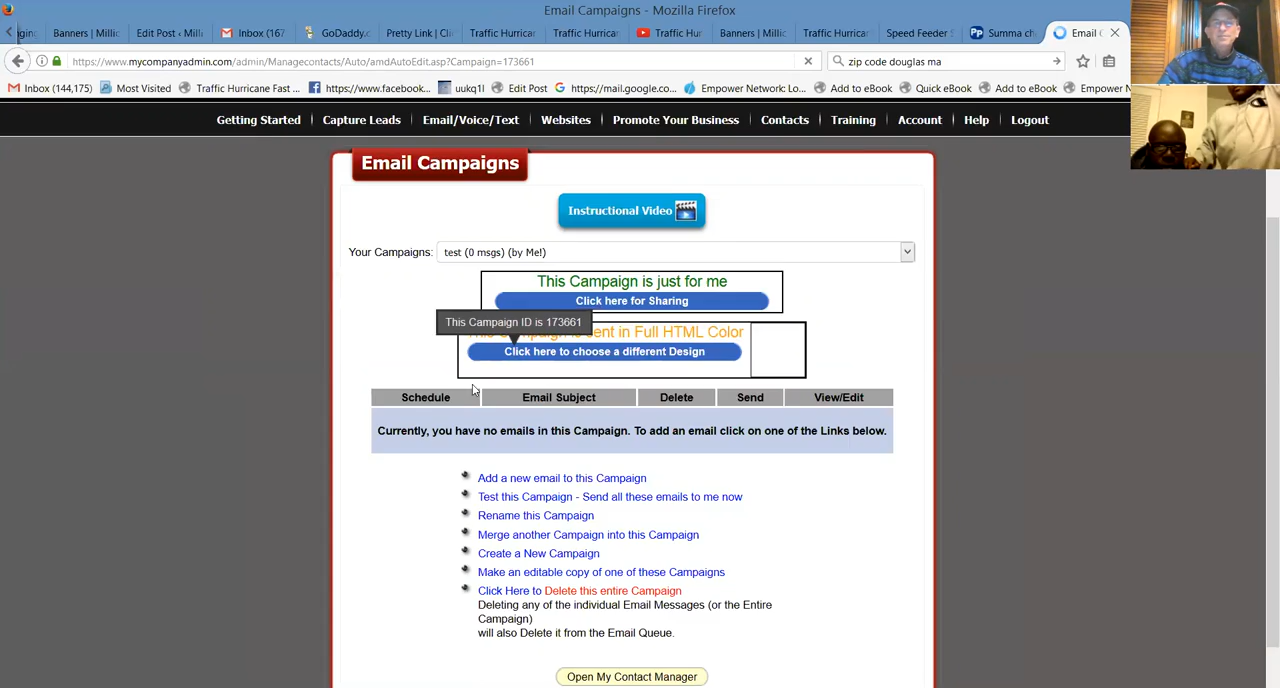 Email Campaigns - Mozilla Firefox
Banners | Millic
Edit Post ‹ Milli
Inbox (167
GoDaddy.c
Pretty Link | Cli
Traffic Hurrican
Traffic Hurrica
Traffic Hur
Banners | Millic
Traffic Hurrican
Speed Feeder S
Summa ch
Email C
https://www.mycompanyadmin.com/admin/Managecontacts/Auto/amdAutoEdit.asp?Campaign=173661
zip code douglas ma
Inbox (144,175)
Most Visited
Traffic Hurricane Fast ...
https://www.facebook...
uukq1l
Edit Post
https://mail.google.co...
Empower Network: Lo...
Add to eBook
Quick eBook
Add to eBook
Empower N
Getting Started
Capture Leads
Email/Voice/Text
Websites
Promote Your Business
Contacts
Training
Account
Help
Logout
Email Campaigns
Instructional Video
Your Campaigns: test (0 msgs) (by Me!)
This Campaign is just for me
Click here for Sharing
This Campaign ID is 173661
sent in Full HTML Color
Click here to choose a different Design
Schedule Email Subject Delete Send View/Edit
Currently, you have no emails in this Campaign. To add an email click on one of the Links below.
Add a new email to this Campaign
Test this Campaign - Send all these emails to me now
Rename this Campaign
Merge another Campaign into this Campaign
Create a New Campaign
Make an editable copy of one of these Campaigns
Click Here to Delete this entire Campaign
Deleting any of the individual Email Messages (or the Entire
Campaign)
will also Delete it from the Email Queue.
Open My Contact Manager